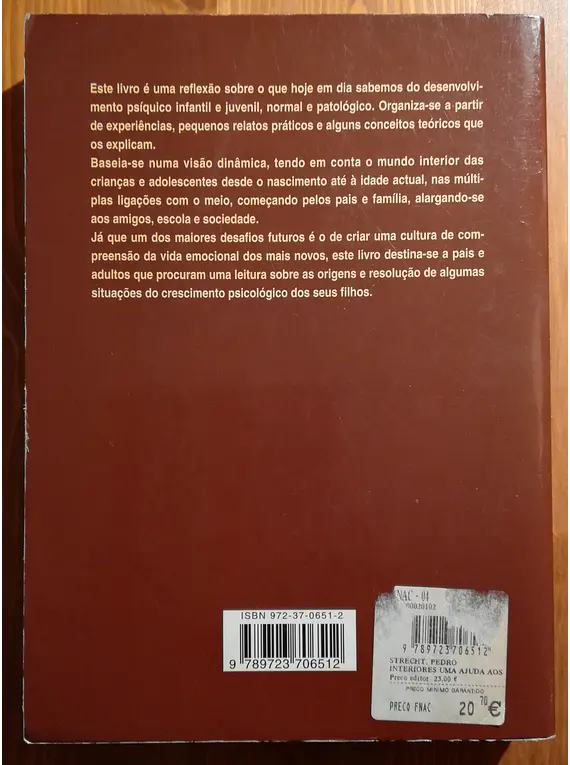 Este livro é uma reflexão sobre o que hoje em dia sabemos do desenvolvi-
mento psíquico infantil e juvenil, normal e patológico. Organiza-se a partir
de experiências, pequenos relatos práticos e alguns conceitos teóricos que
os explicam.
Baseia-se numa visão dinâmica, tendo em conta o mundo interior das
crianças e adolescentes desde o nascimento até à idade actual, nas múlti-
plas ligações com o meio, começando pelos pais e família, alargando-se
aos amigos, escola e sociedade.
Já que um dos maiores desafios futuros é o de criar uma cultura de com-
preensão da vida emocional dos mais novos, este livro destina-se a pais e
adultos que procuram uma leitura sobre as origens e resolução de algumas
situações do crescimento psicológico dos seus filhos.
ISBN 972-37-0651-2
9 789723 706512
NAC - 04
00020102
9 789723 706512
STRECHT, PEDRO
INTERIORES UMA AJUDA AOS
Preco editor 23,00 €
PRECO MINIMO GARANTIDO
PRECO FNAC 20 70 €